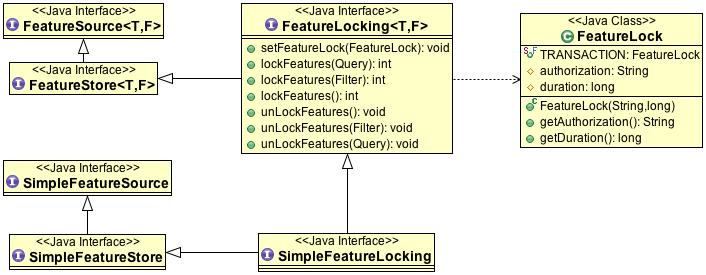 <<Java Interface>>
FeatureSource<T,F>
<<Java Interface>>
FeatureStore<T,F>
<<Java Interface>>
FeatureLocking<T,F>
setFeatureLock(FeatureLock): void
lockFeatures(Query): int
lockFeatures(Filter): int
lockFeatures(): int
unLockFeatures(): void
unLockFeatures(Filter): void
unLockFeatures(Query): void
<<Java Class>>
FeatureLock
TRANSACTION: FeatureLock
authorization: String
duration: long
FeatureLock(String,long)
getAuthorization(): String
getDuration(): long
<<Java Interface>>
SimpleFeatureSource
<<Java Interface>>
SimpleFeatureStore
<<Java Interface>>
SimpleFeatureLocking